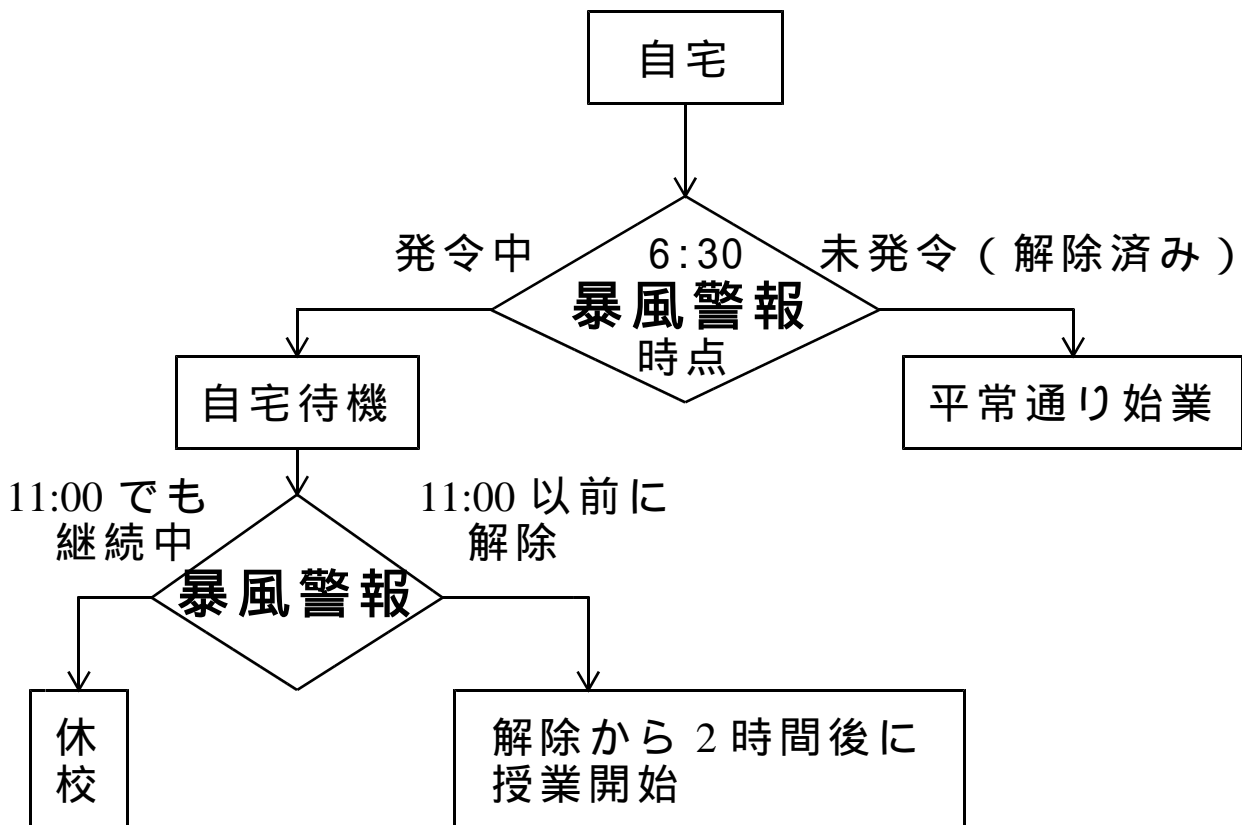 自宅
発令中
6:30
暴風警報
時点
未発令（解除済み）
自宅待機
平常通り始業
11:00 でも
継続中
11:00 以前に
解除
暴風警報
休
校
解除から 2 時間後に
授業開始